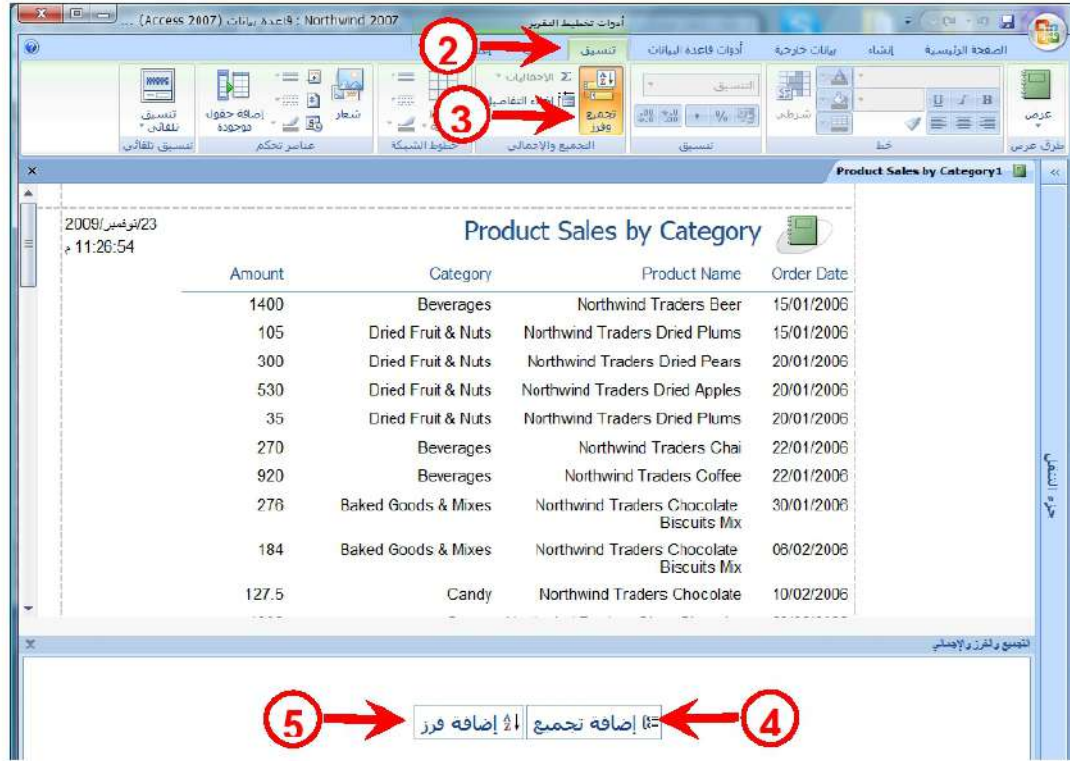 Northwind 2007 : قاعدة بيانات (Access 2007) ...
أدوات تخطيط التقرير
الصفحة الرئيسية إنشاء بيانات خارجية أدوات قاعدة البيانات تنسيق
2
عرض
B I U
شرطي
التنسيق
%
تجميع وفرز
Σ الإجماليات
إخفاء التفاصيل
شعار
إضافة حقول موجودة
تنسيق تلقائي
3
طرق عرض خط تنسيق التجميع والإجمالي خطوط الشبكة عناصر تحكم تنسيق تلقائي
Product Sales by Category1
جزء التنقل
Product Sales by Category
23/نوفمبر/2009
11:26:54 م
Order Date Product Name Category Amount
15/01/2006 Northwind Traders Beer Beverages 1400
15/01/2006 Northwind Traders Dried Plums Dried Fruit & Nuts 105
20/01/2006 Northwind Traders Dried Pears Dried Fruit & Nuts 300
20/01/2006 Northwind Traders Dried Apples Dried Fruit & Nuts 530
20/01/2006 Northwind Traders Dried Plums Dried Fruit & Nuts 35
22/01/2006 Northwind Traders Chai Beverages 270
22/01/2006 Northwind Traders Coffee Beverages 920
30/01/2006 Northwind Traders Chocolate Biscuits Mix Baked Goods & Mixes 276
06/02/2006 Northwind Traders Chocolate Biscuits Mix Baked Goods & Mixes 184
10/02/2006 Northwind Traders Chocolate Candy 127.5
التجميع والفرز والإجمالي
4 إضافة تجميع إضافة فرز 5